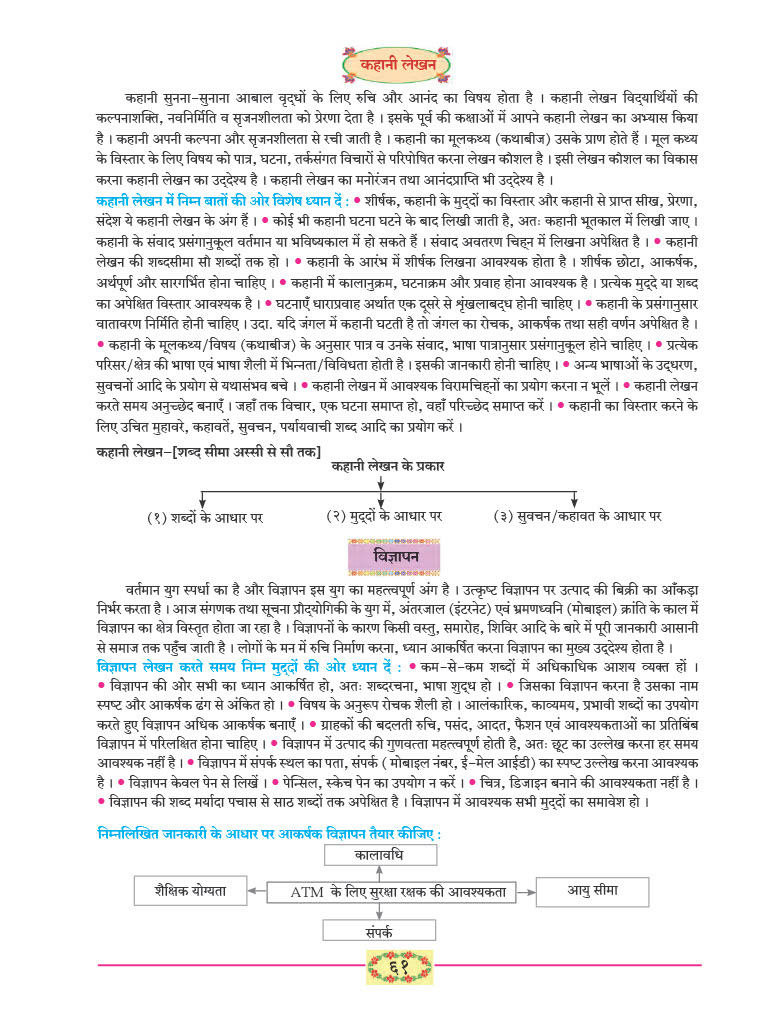 कहानी लेखन
कहानी सुनना-सुनाना आबाल वृद्‌धों के लिए रुचि और आनंद का विषय होता है । कहानी लेखन विद्‌यार्थियों की
कल्पनाशक्ति, नवनिर्मिति व सृजनशीलता को प्रेरणा देता है । इसके पूर्व की कक्षाओं में आपने कहानी लेखन का अभ्यास किया
है । कहानी अपनी कल्पना और सृजनशीलता से रची जाती है । कहानी का मूलकथ्य (कथाबीज) उसके प्राण होते हैं । मूल कथ्य
के विस्तार के लिए विषय को पात्र, घटना, तर्कसंगत विचारों से परिपोषित करना लेखन कौशल है । इसी लेखन कौशल का विकास
करना कहानी लेखन का उद्‌देश्य है । कहानी लेखन का मनोरंजन तथा आनंदप्राप्ति भी उद्‌देश्य है ।
कहानी लेखन में निम्न बातों की ओर विशेष ध्यान दें : • शीर्षक, कहानी के मुद्‌दों का विस्तार और कहानी से प्राप्त सीख, प्रेरणा,
संदेश ये कहानी लेखन के अंग हैं । • कोई भी कहानी घटना घटने के बाद लिखी जाती है, अतः कहानी भूतकाल में लिखी जाए ।
कहानी के संवाद प्रसंगानुकूल वर्तमान या भविष्यकाल में हो सकते हैं । संवाद अवतरण चिह्‌न में लिखना अपेक्षित है । • कहानी
लेखन की शब्दसीमा सौ शब्दों तक हो । • कहानी के आरंभ में शीर्षक लिखना आवश्यक होता है । शीर्षक छोटा, आकर्षक,
अर्थपूर्ण और सारगर्भित होना चाहिए । • कहानी में कालानुक्रम, घटनाक्रम और प्रवाह होना आवश्यक है । प्रत्येक मुद्‌दे या शब्द
का अपेक्षित विस्तार आवश्यक है । • घटनाएँ धाराप्रवाह अर्थात एक दूसरे से शृंखलाबद्‌ध होनी चाहिए । • कहानी के प्रसंगानुसार
वातावरण निर्मिति होनी चाहिए । उदा. यदि जंगल में कहानी घटती है तो जंगल का रोचक, आकर्षक तथा सही वर्णन अपेक्षित है ।
• कहानी के मूलकथ्य/विषय (कथाबीज) के अनुसार पात्र व उनके संवाद, भाषा पात्रानुसार प्रसंगानुकूल होने चाहिए । • प्रत्येक
परिसर/क्षेत्र की भाषा एवं भाषा शैली में भिन्नता/विविधता होती है । इसकी जानकारी होनी चाहिए । • अन्य भाषाओं के उद्‌धरण,
सुवचनों आदि के प्रयोग से यथासंभव बचे । • कहानी लेखन में आवश्यक विरामचिह्‌नों का प्रयोग करना न भूलें । • कहानी लेखन
करते समय अनुच्छेद बनाएँ । जहाँ तक विचार, एक घटना समाप्त हो, वहाँ परिच्छेद समाप्त करें । • कहानी का विस्तार करने के
लिए उचित मुहावरे, कहावतें, सुवचन, पर्यायवाची शब्द आदि का प्रयोग करें ।
कहानी लेखन-[शब्द सीमा अस्सी से सौ तक]
कहानी लेखन के प्रकार
(१) शब्दों के आधार पर (२) मुद्‌दों के आधार पर (३) सुवचन/कहावत के आधार पर
विज्ञापन
वर्तमान युग स्पर्धा का है और विज्ञापन इस युग का महत्त्वपूर्ण अंग है । उत्कृष्ट विज्ञापन पर उत्पाद की बिक्री का आँकड़ा
निर्भर करता है । आज संगणक तथा सूचना प्रौद्‌योगिकी के युग में, अंतरजाल (इंटरनेट) एवं भ्रमणध्वनि (मोबाइल) क्रांति के काल में
विज्ञापन का क्षेत्र विस्तृत होता जा रहा है । विज्ञापनों के कारण किसी वस्तु, समारोह, शिविर आदि के बारे में पूरी जानकारी आसानी
से समाज तक पहुँच जाती है । लोगों के मन में रुचि निर्माण करना, ध्यान आकर्षित करना विज्ञापन का मुख्य उद्‌देश्य होता है ।
विज्ञापन लेखन करते समय निम्न मुद्‌दों की ओर ध्यान दें : • कम-से-कम शब्दों में अधिकाधिक आशय व्यक्त हों ।
• विज्ञापन की ओर सभी का ध्यान आकर्षित हो, अतः शब्दरचना, भाषा शुद्‌ध हो । • जिसका विज्ञापन करना है उसका नाम
स्पष्ट और आकर्षक ढंग से अंकित हो । • विषय के अनुरूप रोचक शैली हो । आलंकारिक, काव्यमय, प्रभावी शब्दों का उपयोग
करते हुए विज्ञापन अधिक आकर्षक बनाएँ । • ग्राहकों की बदलती रुचि, पसंद, आदत, फैशन एवं आवश्यकताओं का प्रतिबिंब
विज्ञापन में परिलक्षित होना चाहिए । • विज्ञापन में उत्पाद की गुणवत्ता महत्त्वपूर्ण होती है, अतः छूट का उल्लेख करना हर समय
आवश्यक नहीं है । • विज्ञापन में संपर्क स्थल का पता, संपर्क ( मोबाइल नंबर, ई-मेल आईडी) का स्पष्ट उल्लेख करना आवश्यक
है । • विज्ञापन केवल पेन से लिखें । • पेन्सिल, स्केच पेन का उपयोग न करें । • चित्र, डिजाइन बनाने की आवश्यकता नहीं है ।
• विज्ञापन की शब्द मर्यादा पचास से साठ शब्दों तक अपेक्षित है । विज्ञापन में आवश्यक सभी मुद्‌दों का समावेश हो ।
निम्नलिखित जानकारी के आधार पर आकर्षक विज्ञापन तैयार कीजिए :
कालावधि
शैक्षिक योग्यता ATM के लिए सुरक्षा रक्षक की आवश्यकता आयु सीमा
संपर्क
६१